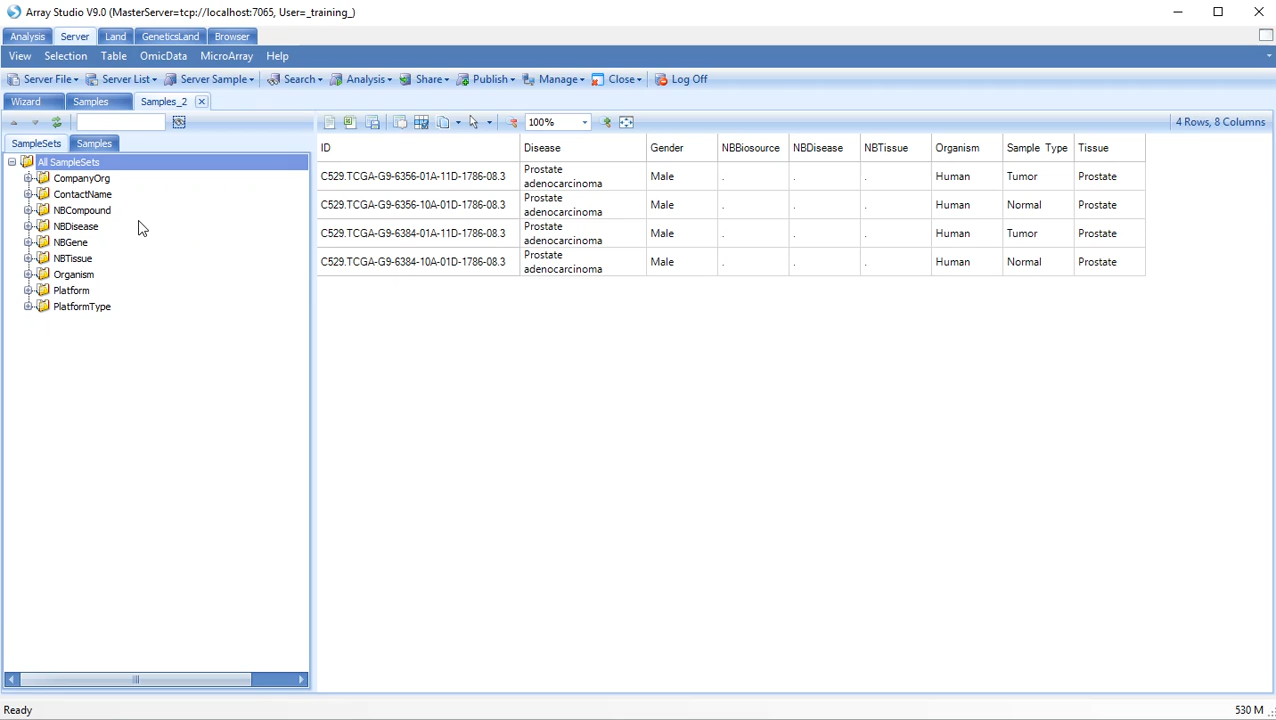 Array Studio V9.0 (MasterServer=tcp://localhost:7065, User=_training_)
Analysis Server Land GeneticsLand Browser
View Selection Table OmicData MicroArray Help
Server File Server List Server Sample Search Analysis Share Publish Manage Close Log Off
Wizard Samples Samples_2
100% 4 Rows, 8 Columns
SampleSets Samples
All SampleSets
CompanyOrg
ContactName
NBCompound
NBDisease
NBGene
NBTissue
Organism
Platform
PlatformType
ID Disease Gender NBBiosource NBDisease NBTissue Organism Sample Type Tissue
C529.TCGA-G9-6356-01A-11D-1786-08.3 Prostate adenocarcinoma Male . . . Human Tumor Prostate
C529.TCGA-G9-6356-10A-01D-1786-08.3 Prostate adenocarcinoma Male . . . Human Normal Prostate
C529.TCGA-G9-6384-01A-11D-1786-08.3 Prostate adenocarcinoma Male . . . Human Tumor Prostate
C529.TCGA-G9-6384-10A-01D-1786-08.3 Prostate adenocarcinoma Male . . . Human Normal Prostate
Ready 530 M